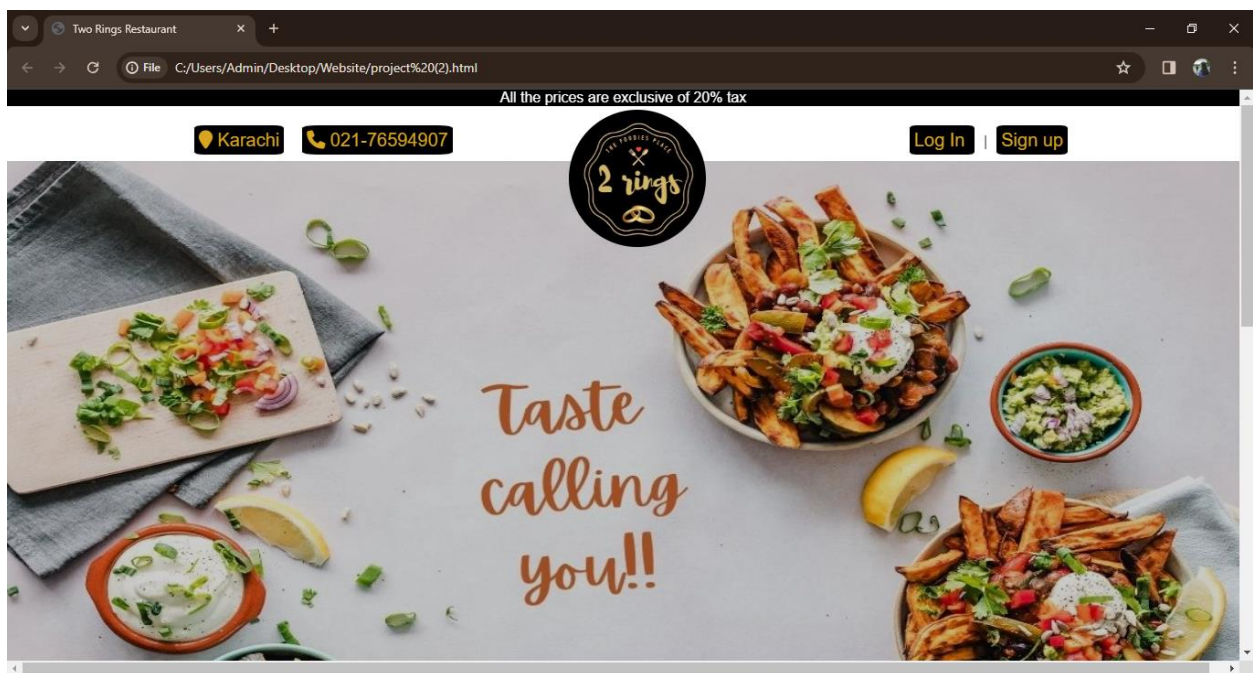 Two Rings Restaurant
File C:/Users/Admin/Desktop/Website/project%20(2).html
All the prices are exclusive of 20% tax
Karachi 021-76594907
Log In | Sign up
THE FOODIES PLACE
2 rings
Taste
calling
you!!